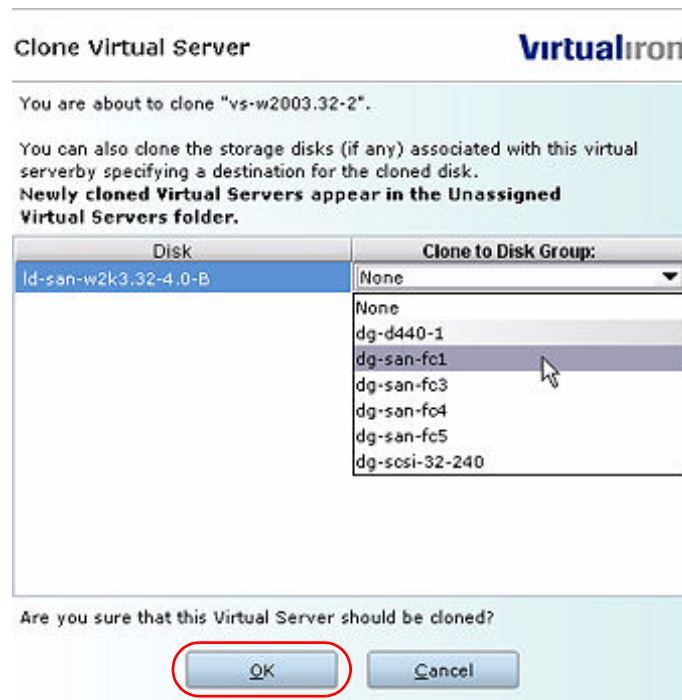 Clone Virtual Server
Virtualiron
You are about to clone "vs-w2003.32-2".
You can also clone the storage disks (if any) associated with this virtual
serverby specifying a destination for the cloned disk.
Newly cloned Virtual Servers appear in the Unassigned
Virtual Servers folder.
Disk
Clone to Disk Group:
ld-san-w2k3.32-4.0-B
None
None
dg-d440-1
dg-san-fc1
dg-san-fc3
dg-san-fc4
dg-san-fc5
dg-scsi-32-240
Are you sure that this Virtual Server should be cloned?
OK
Cancel